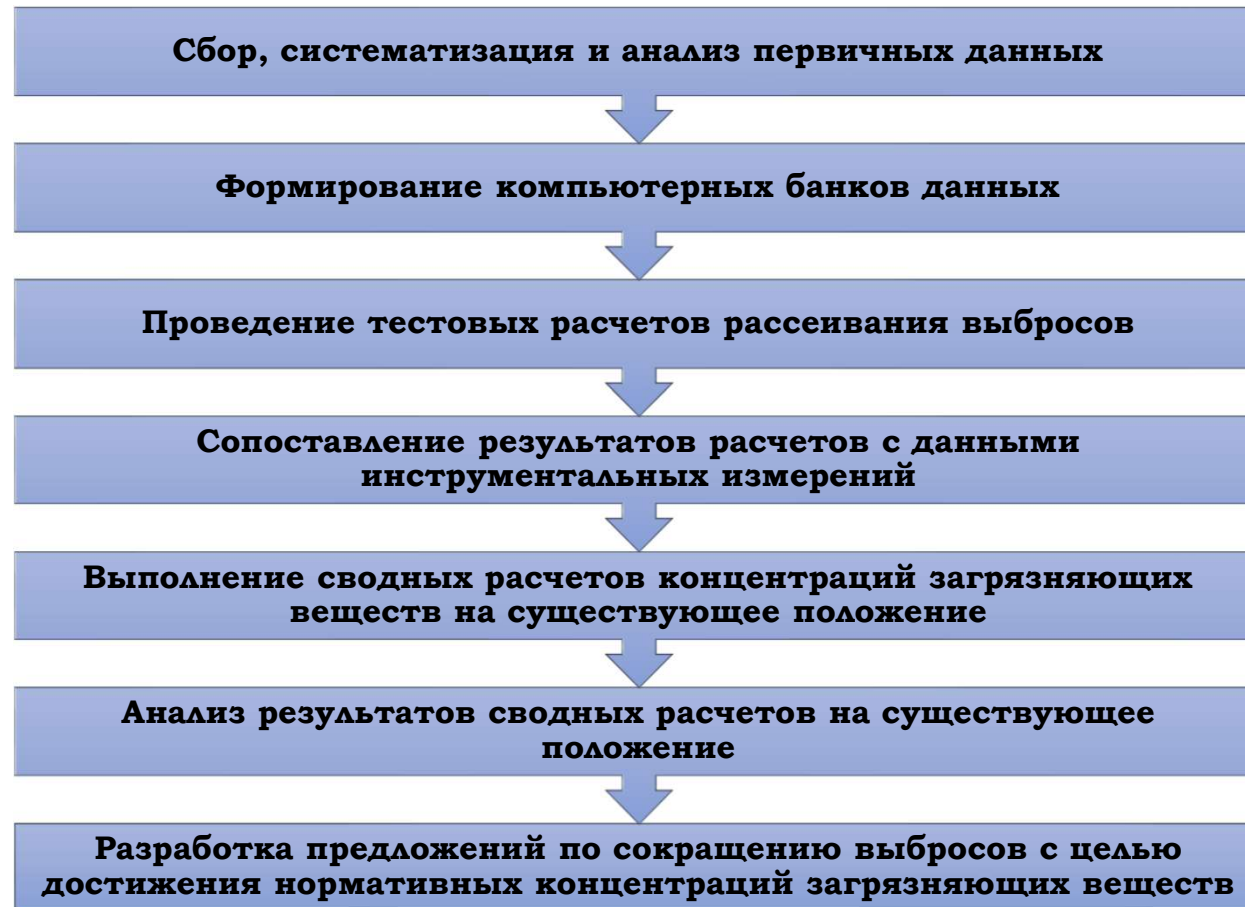 Сбор, систематизация и анализ первичных данных
Формирование компьютерных банков данных
Проведение тестовых расчетов рассеивания выбросов
Сопоставление результатов расчетов с данными
инструментальных измерений
Выполнение сводных расчетов концентраций загрязняющих
веществ на существующее положение
Анализ результатов сводных расчетов на существующее
положение
Разработка предложений по сокращению выбросов с целью
достижения нормативных концентраций загрязняющих веществ